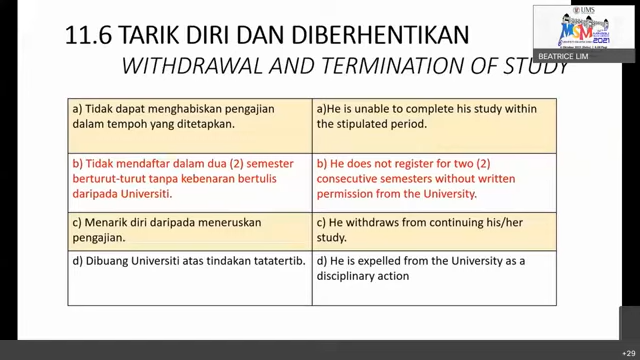 11.6 TARIK DIRI DAN DIBERHENTIKAN
WITHDRAWAL AND TERMINATION OF STUDY
UMS
MSM
2021
BEATRICE LIM
a) Tidak dapat menghabiskan pengajian
dalam tempoh yang ditetapkan.
a)He is unable to complete his study within
the stipulated period.
b) Tidak mendaftar dalam dua (2) semester
berturut-turut tanpa kebenaran bertulis
daripada Universiti.
b) He does not register for two (2)
consecutive semesters without written
permission from the University.
c) Menarik diri daripada meneruskan
pengajian.
c) He withdraws from continuing his/her
study.
d) Dibuang Universiti atas tindakan tatatertib.
d) He is expelled from the University as a
disciplinary action
+29